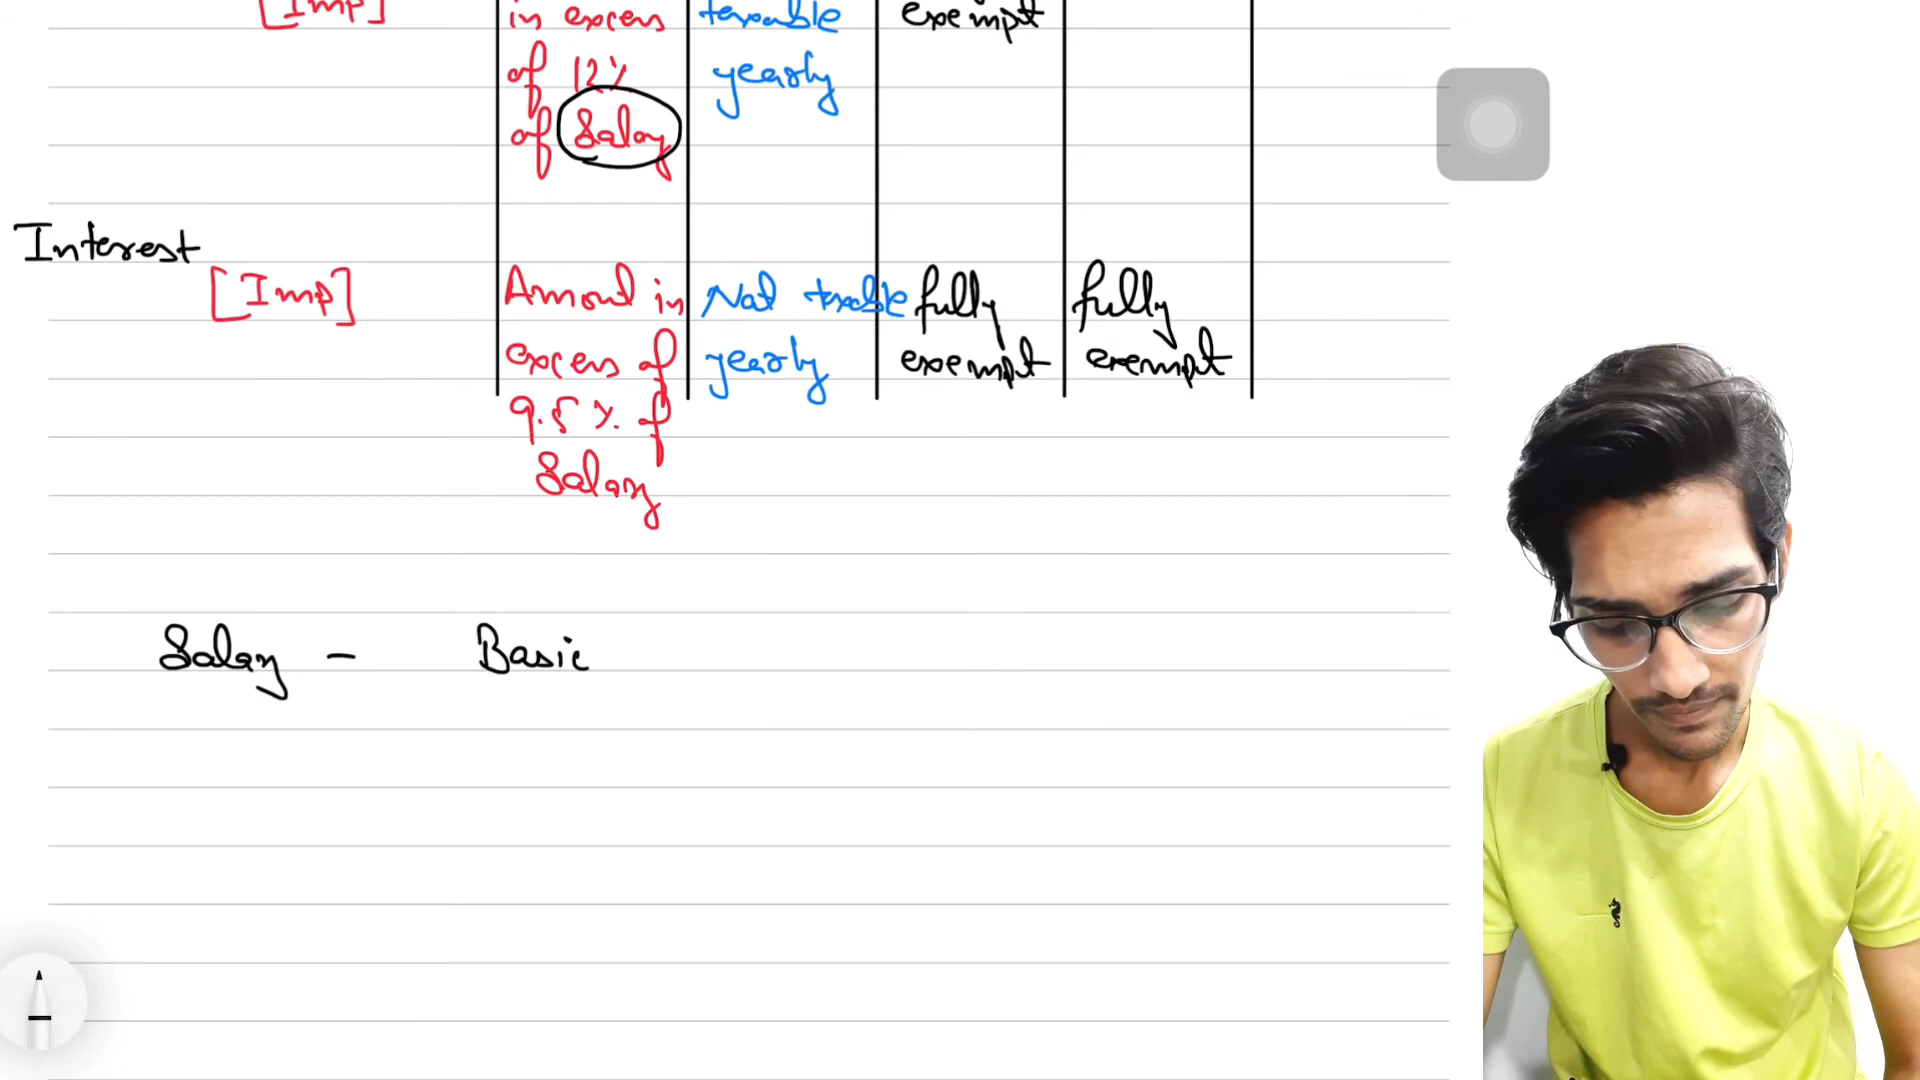 [Imp]
in excess
of 12%
of Salary
taxable
yearly
exempt
Interest
[Imp]
Amount in
excess of
9.5% of
Salary
Not taxable
yearly
fully
exempt
fully
exempt
Salary - Basic